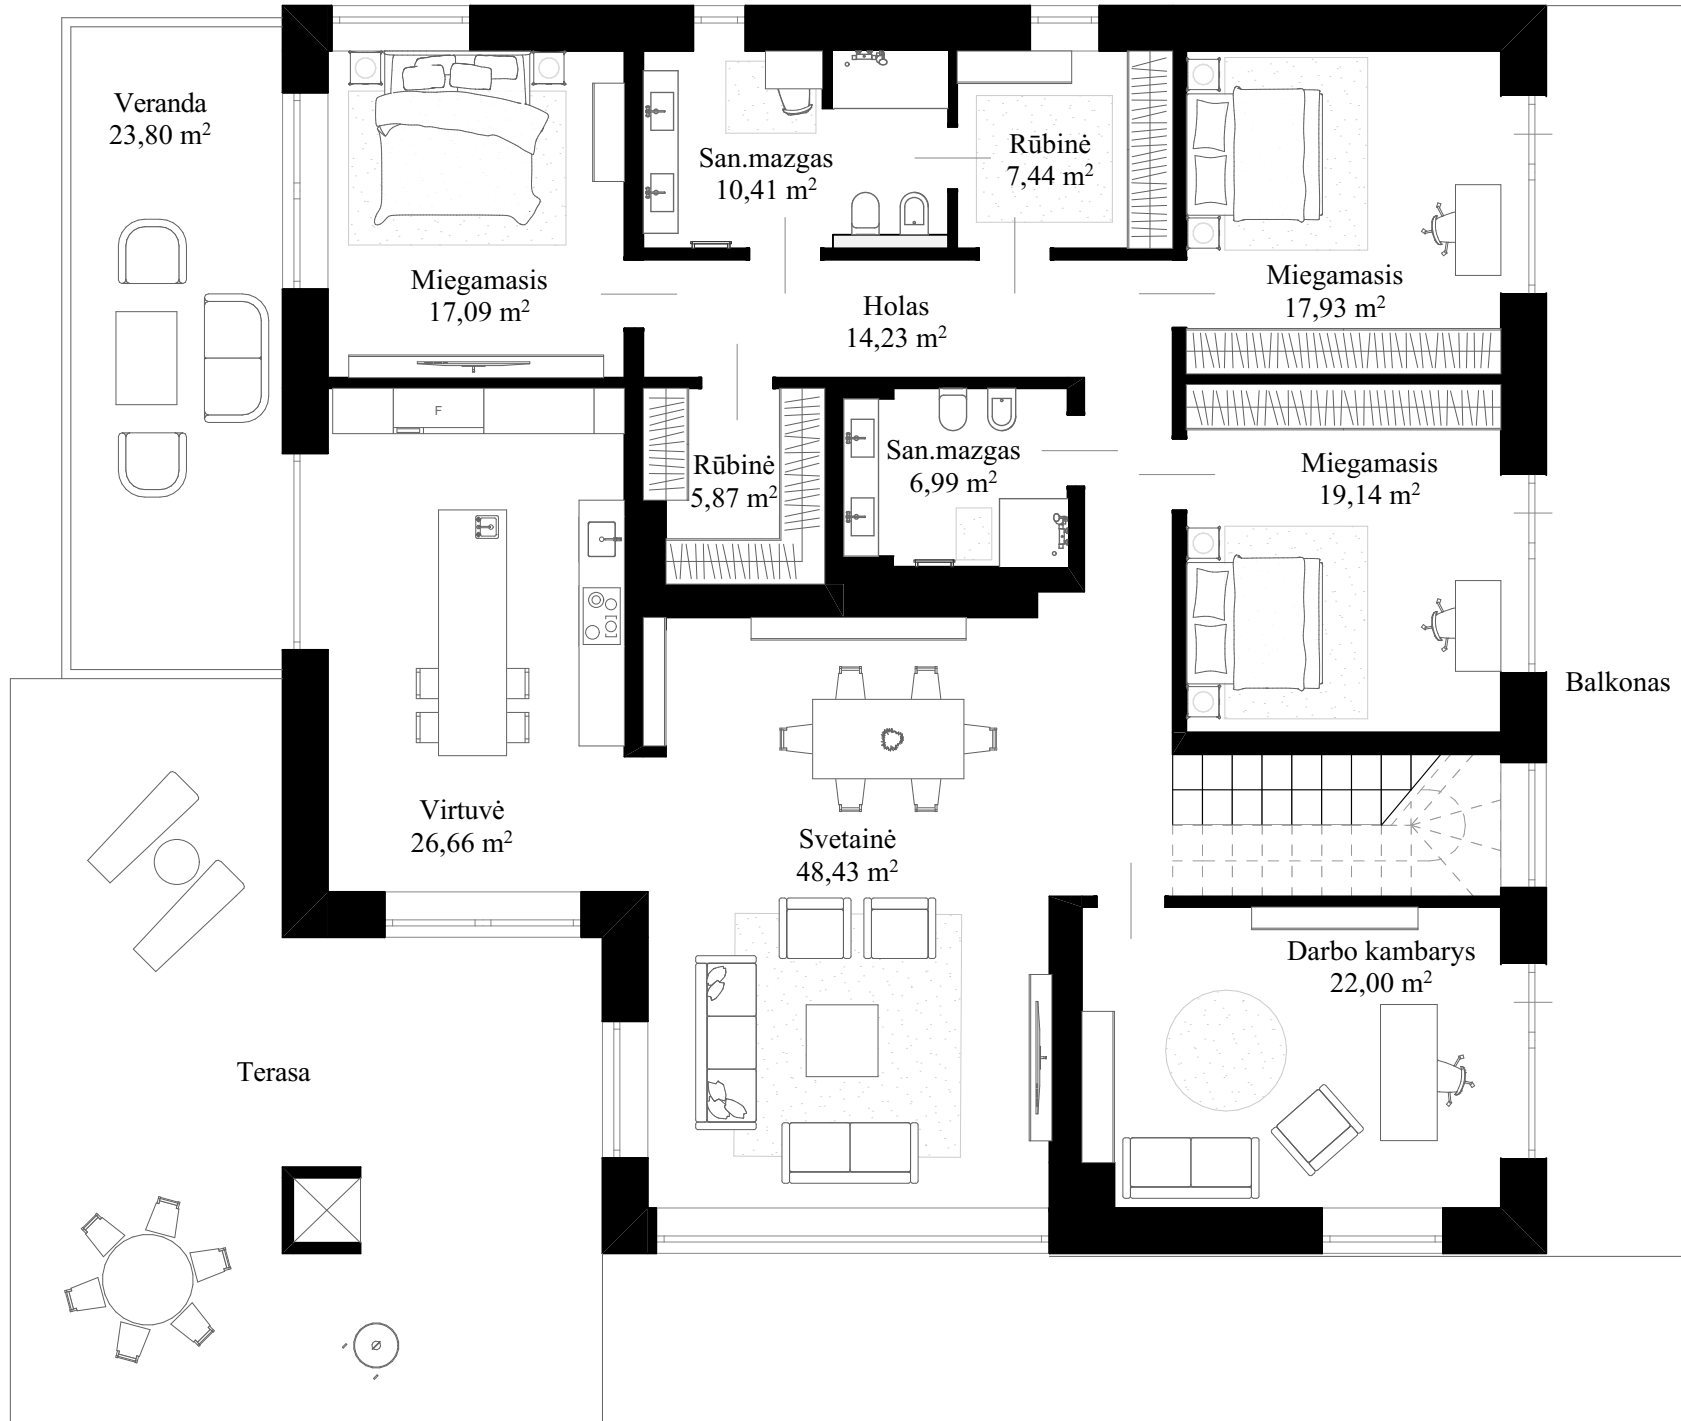 Veranda
23,80 m²
San.mazgas
10,41 m²
Rūbinė
7,44 m²
Miegamasis
17,09 m²
Holas
14,23 m²
Miegamasis
17,93 m²
F
Rūbinė
5,87 m²
San.mazgas
6,99 m²
Miegamasis
19,14 m²
Balkonas
Virtuvė
26,66 m²
Svetainė
48,43 m²
Darbo kambarys
22,00 m²
Terasa